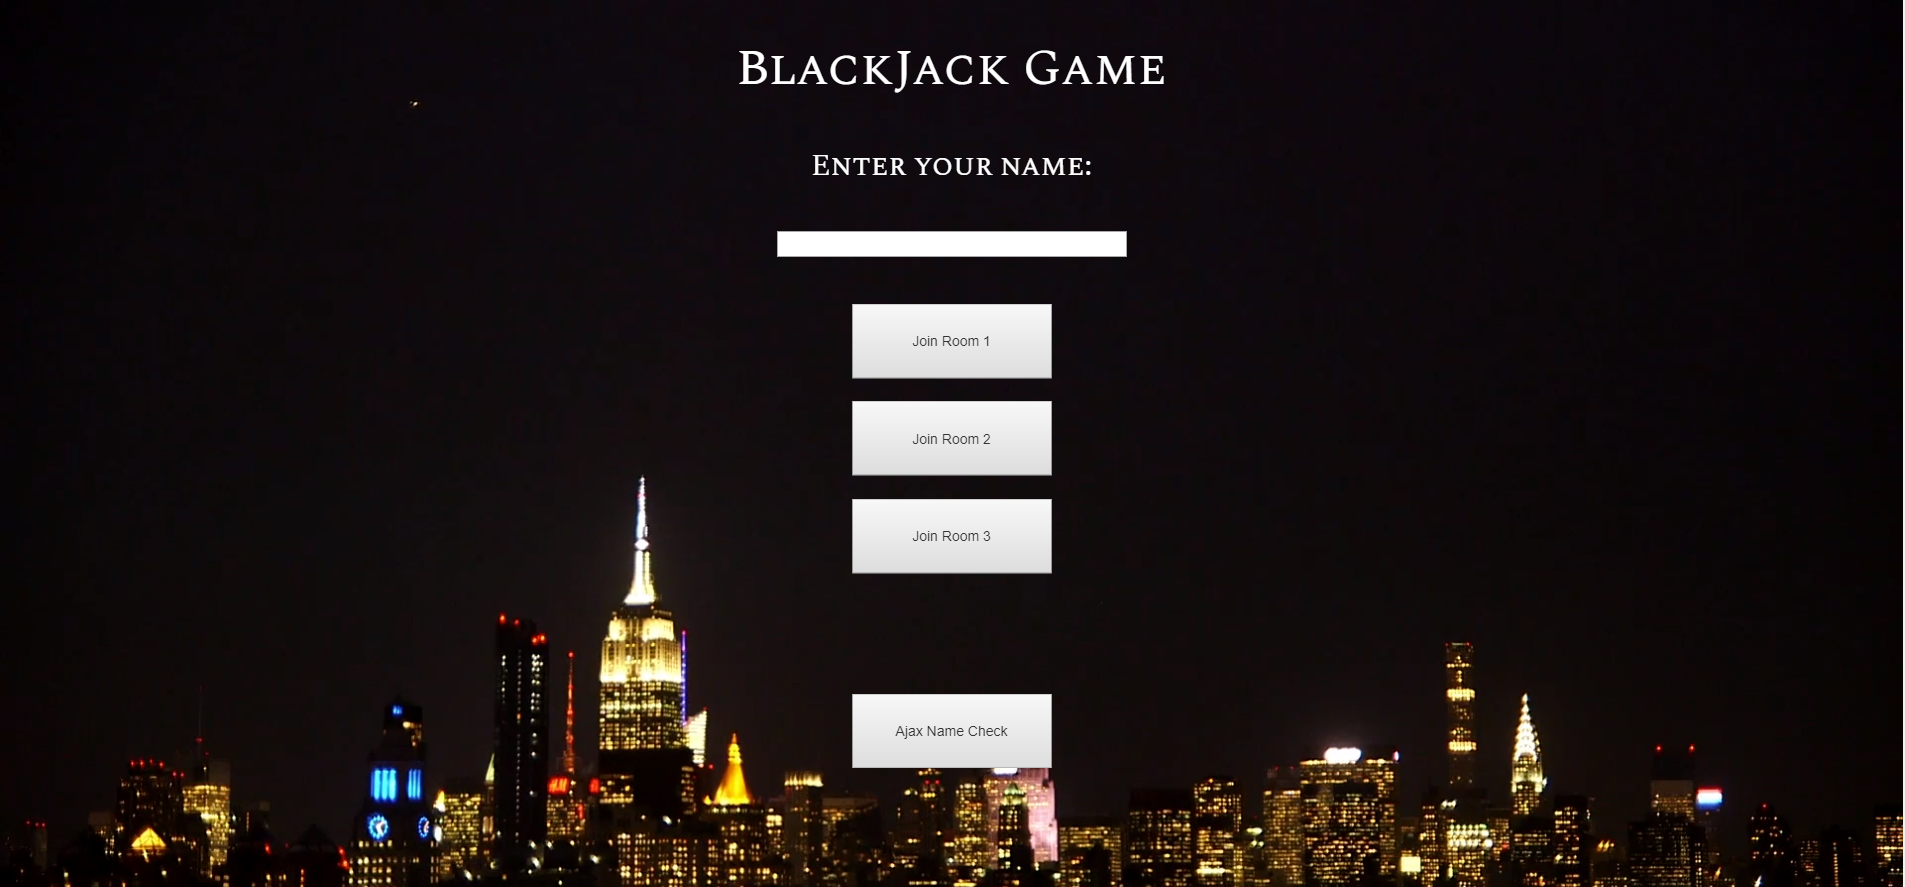 BlackJack Game
Enter your name:
Join Room 1
Join Room 2
Join Room 3
Ajax Name Check